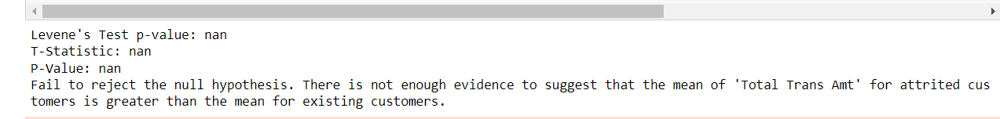 Levene's Test p-value: nan
T-Statistic: nan
P-Value: nan
Fail to reject the null hypothesis. There is not enough evidence to suggest that the mean of 'Total Trans Amt' for attrited cus
tomers is greater than the mean for existing customers.